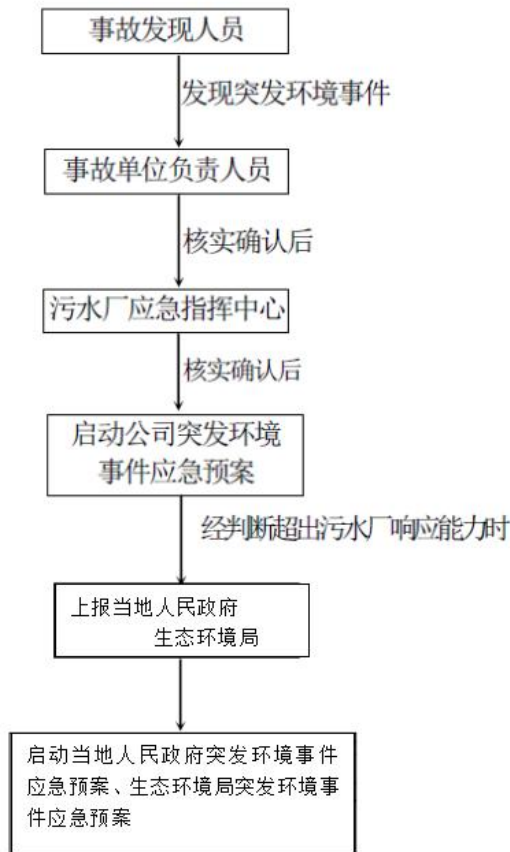 事故发现人员
发现突发环境事件
事故单位负责人员
核实确认后
污水厂应急指挥中心
核实确认后
启动公司突发环境
事件应急预案
经判断超出污水厂响应能力时
上报当地人民政府
生态环境局
启动当地人民政府突发环境事件
应急预案、生态环境局突发环境事
件应急预案